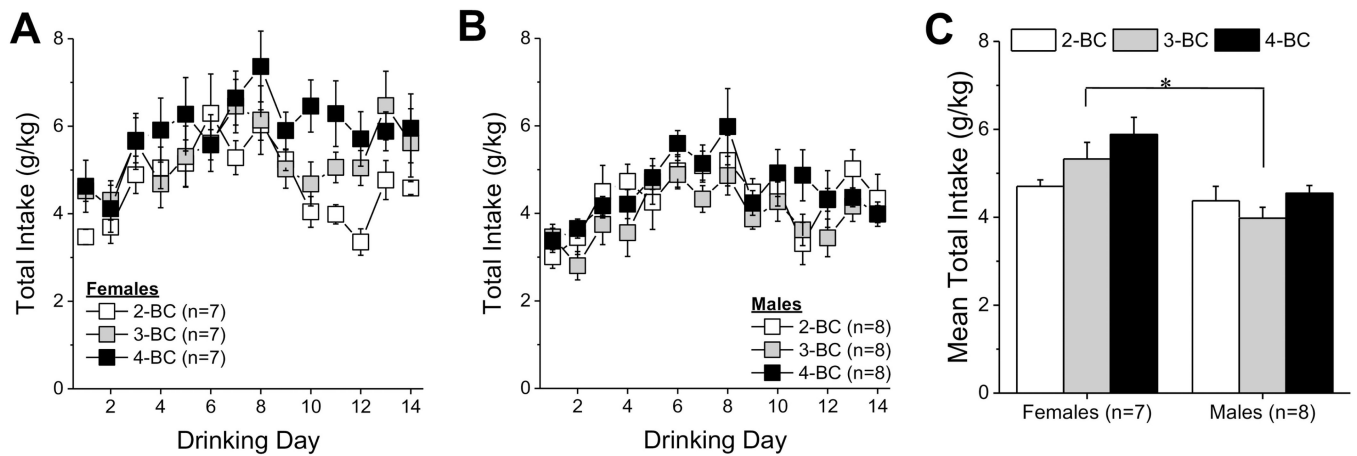 A
8
6
4
2
0
Total Intake (g/kg)
Females
2-BC (n=7)
3-BC (n=7)
4-BC (n=7)
2 4 6 8 10 12 14
Drinking Day
B
8
6
4
2
0
Total Intake (g/kg)
Males
2-BC (n=8)
3-BC (n=8)
4-BC (n=8)
2 4 6 8 10 12 14
Drinking Day
C
2-BC 3-BC 4-BC
8
6
4
2
0
Mean Total Intake (g/kg)
*
Females (n=7) Males (n=8)